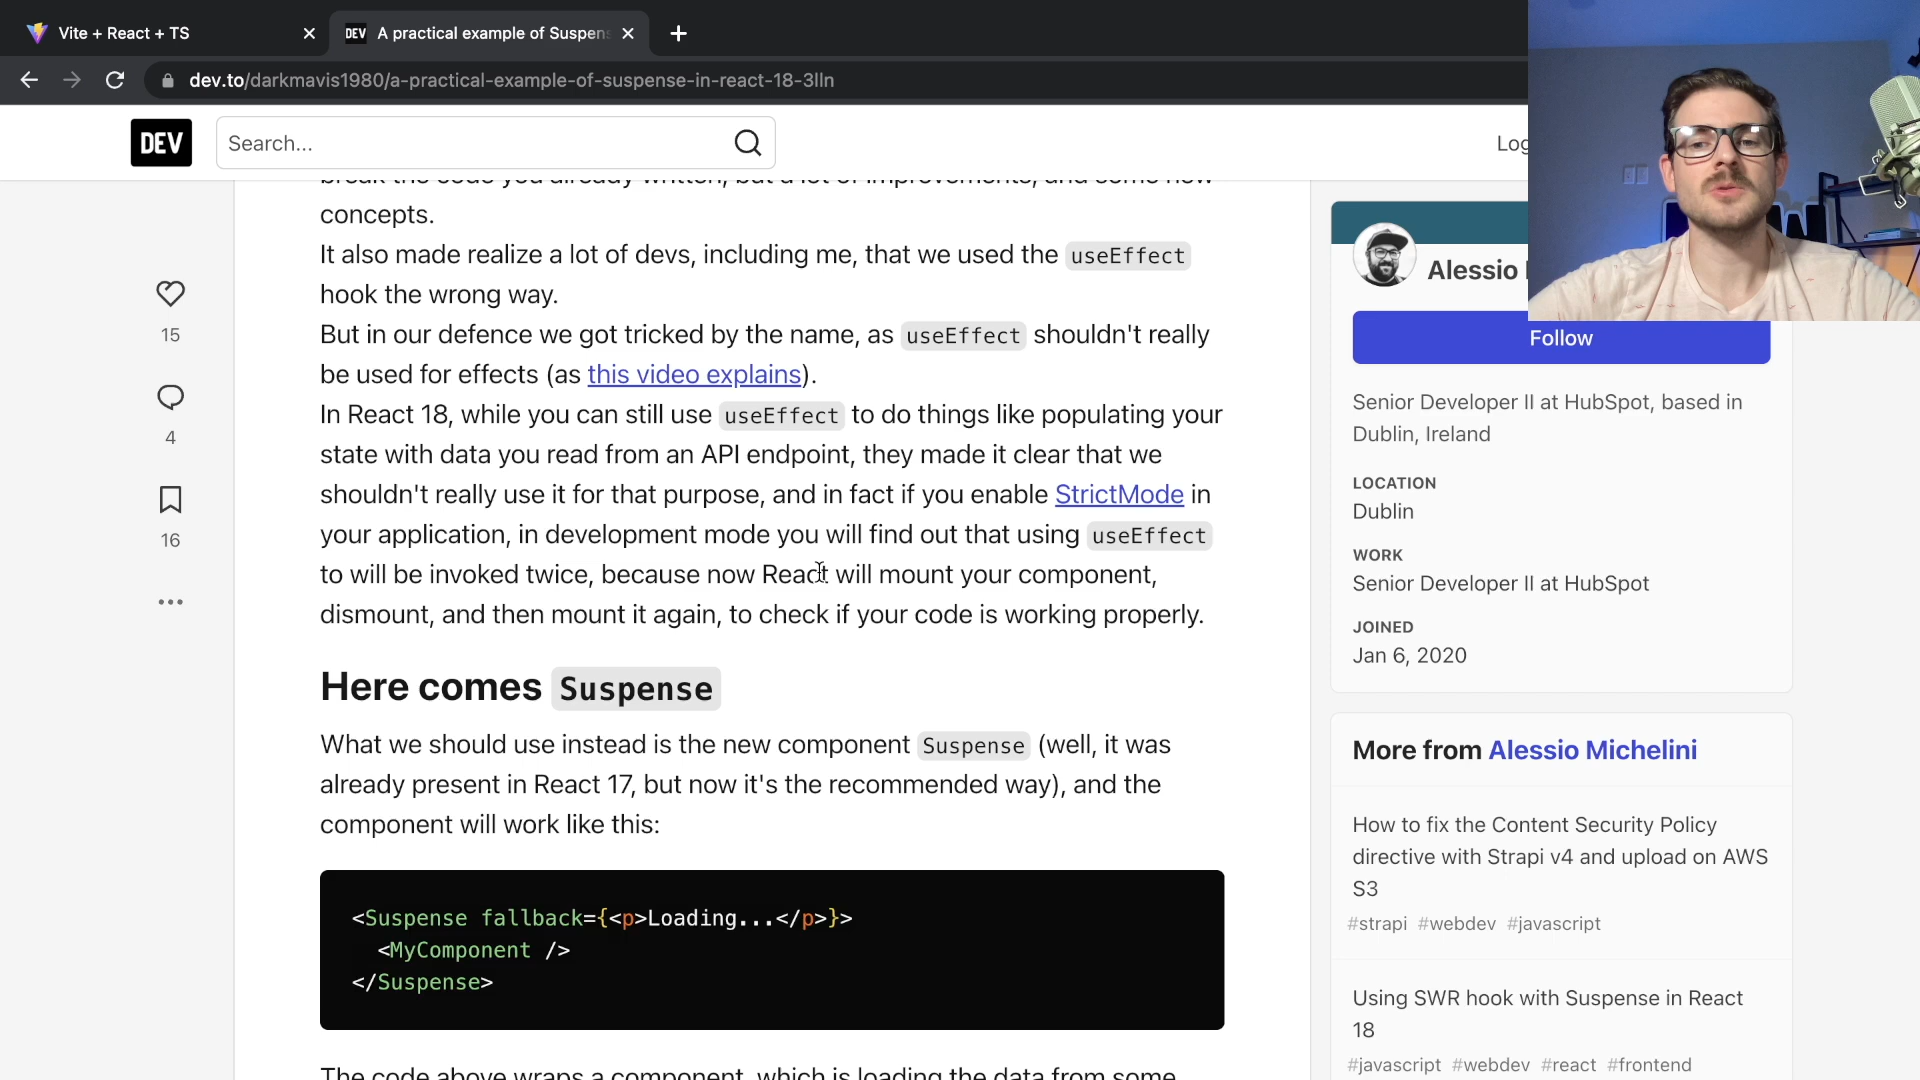 Vite + React + TS
DEV A practical example of Suspens
dev.to/darkmavis1980/a-practical-example-of-suspense-in-react-18-3lln
DEV
Search...
Log
break the code you already written, but a lot of improvements, and some new
concepts.
It also made realize a lot of devs, including me, that we used the useEffect
hook the wrong way.
But in our defence we got tricked by the name, as useEffect shouldn't really
be used for effects (as this video explains).
In React 18, while you can still use useEffect to do things like populating your
state with data you read from an API endpoint, they made it clear that we
shouldn't really use it for that purpose, and in fact if you enable StrictMode in
your application, in development mode you will find out that using useEffect
to will be invoked twice, because now React will mount your component,
dismount, and then mount it again, to check if your code is working properly.
Here comes Suspense
What we should use instead is the new component Suspense (well, it was
already present in React 17, but now it's the recommended way), and the
component will work like this:
<Suspense fallback={<p>Loading...</p>}>
<MyComponent />
</Suspense>
The code above wraps a component, which is loading the data from some
15
4
16
Alessio
Follow
Senior Developer II at HubSpot, based in
Dublin, Ireland
LOCATION
Dublin
WORK
Senior Developer II at HubSpot
JOINED
Jan 6, 2020
More from Alessio Michelini
How to fix the Content Security Policy
directive with Strapi v4 and upload on AWS
S3
#strapi #webdev #javascript
Using SWR hook with Suspense in React
18
#javascript #webdev #react #frontend